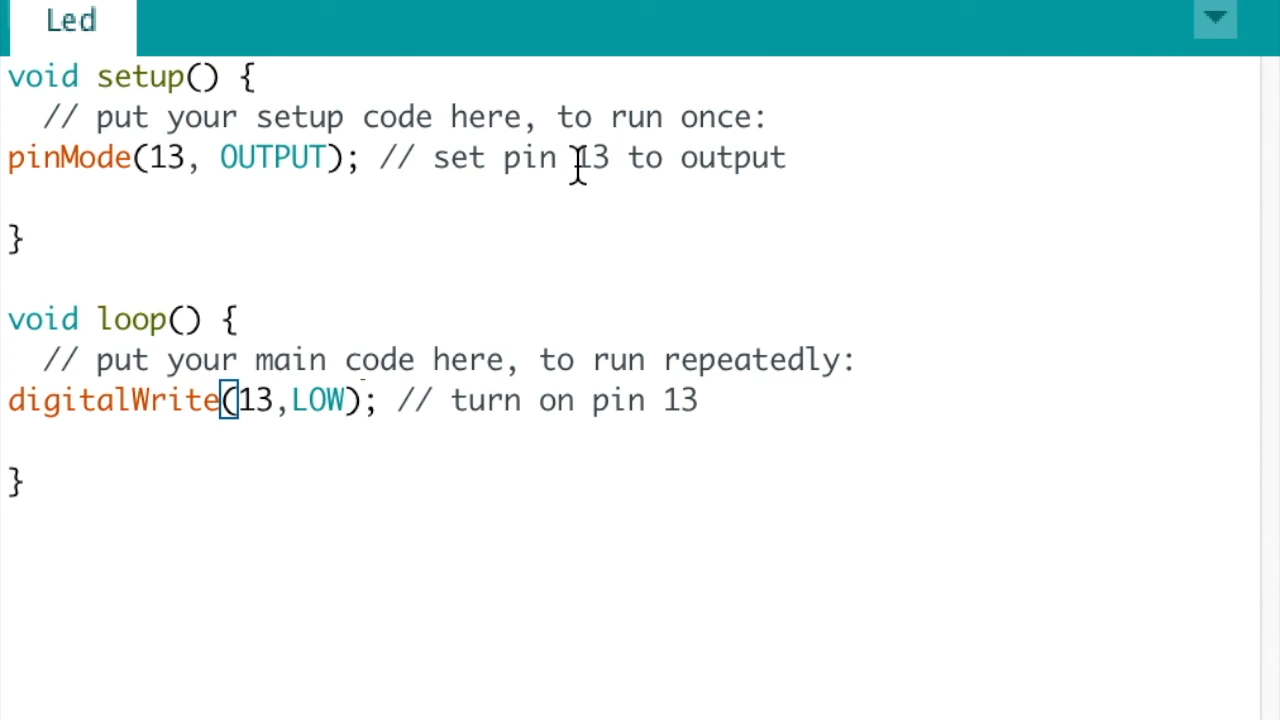 Led
void setup() {
  // put your setup code here, to run once:
pinMode(13, OUTPUT); // set pin 13 to output
}
void loop() {
  // put your main code here, to run repeatedly:
digitalWrite(13,LOW); // turn on pin 13
}